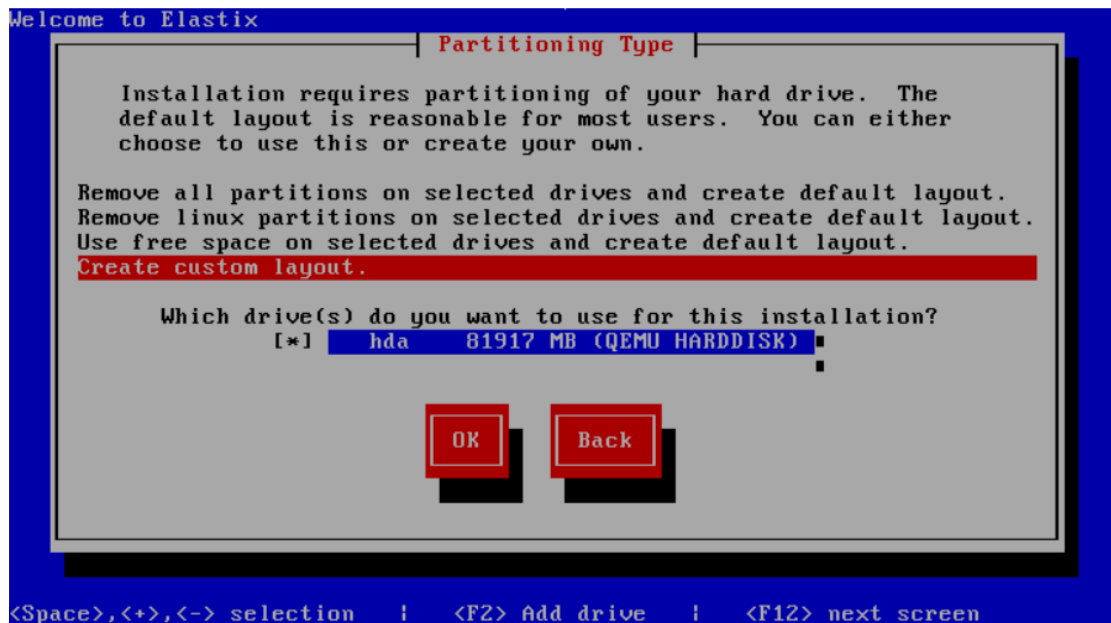 Welcome to Elastix
Partitioning Type
Installation requires partitioning of your hard drive. The
default layout is reasonable for most users. You can either
choose to use this or create your own.
Remove all partitions on selected drives and create default layout.
Remove linux partitions on selected drives and create default layout.
Use free space on selected drives and create default layout.
Create custom layout.
Which drive(s) do you want to use for this installation?
[*] hda 81917 MB (QEMU HARDDISK)
OK Back
<Space>,<+>,<-> selection | <F2> Add drive | <F12> next screen